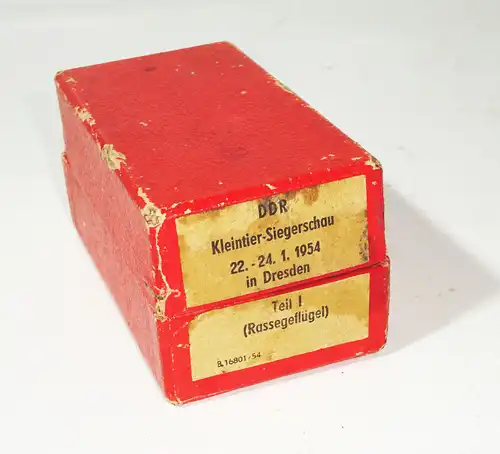 DDR
Kleintier-Siegerschau
22.-24. 1. 1954
in Dresden
Teil I
(Rassegeflügel)
B.16801/54